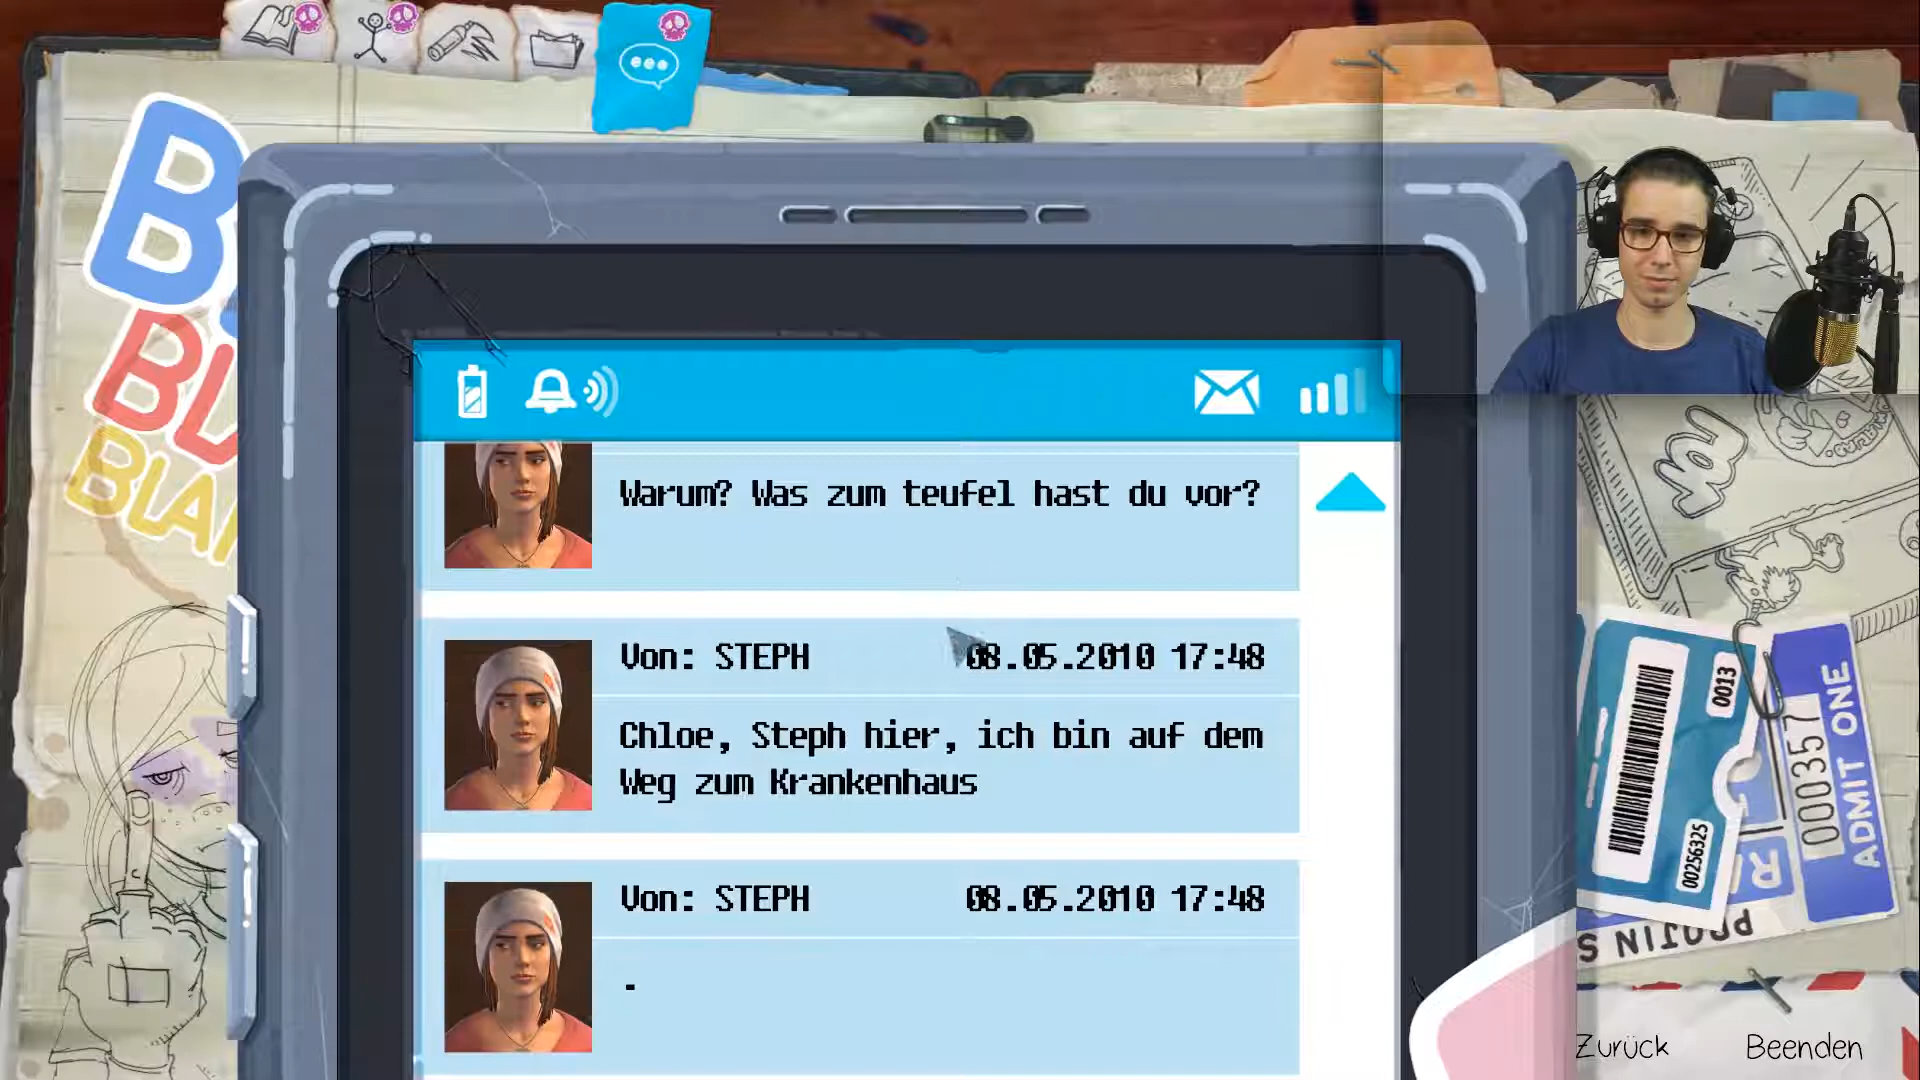 Warum? Was zum teufel hast du vor?
Von: STEPH 08.05.2010 17:48
Chloe, Steph hier, ich bin auf dem
Weg zum Krankenhaus
Von: STEPH 08.05.2010 17:48
.
0013
00256325
000357
ADMIT ONE
Zurück
Beenden